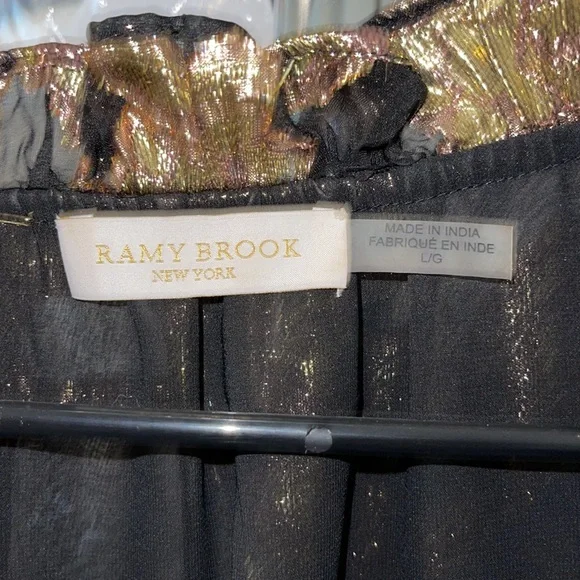 RAMY BROOK
NEW YORK
MADE IN INDIA
FABRIQUÉ EN INDE
L/G